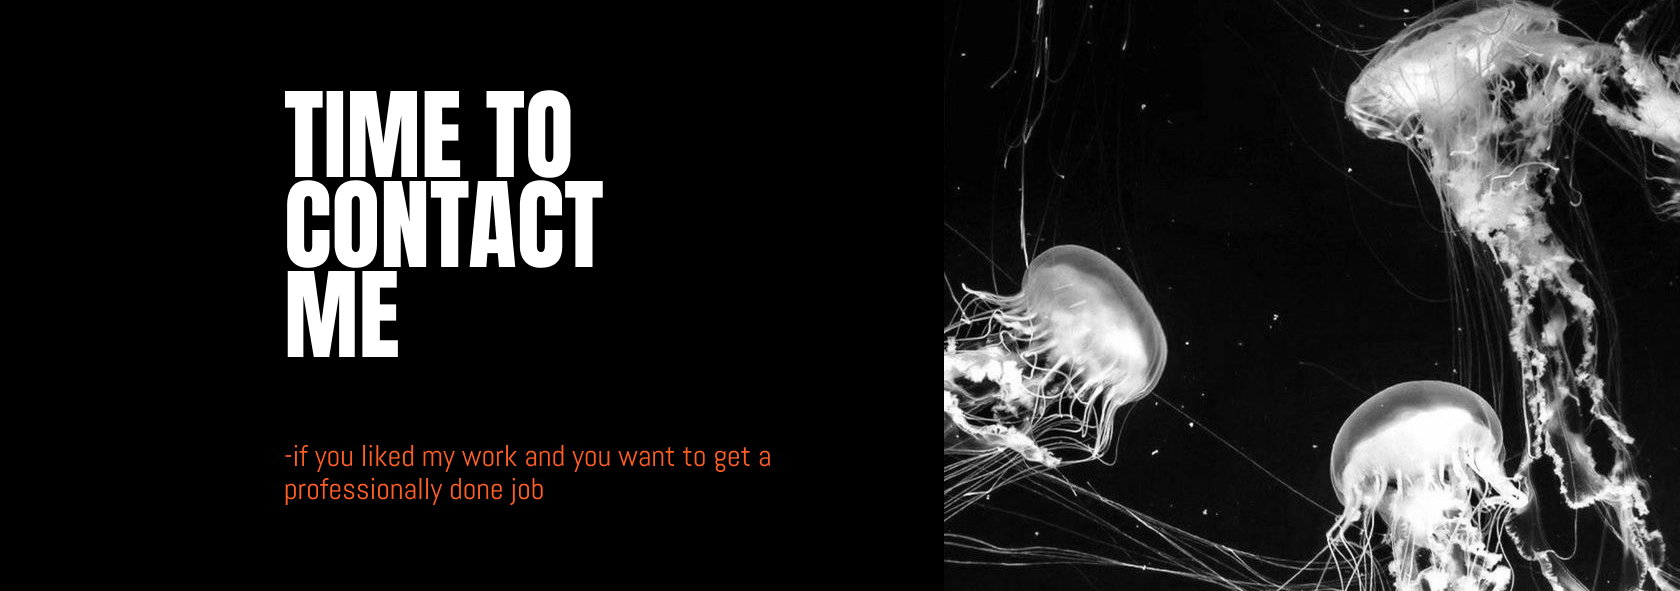 TIME TO
CONTACT
ME
-if you liked my work and you want to get a
professionally done job